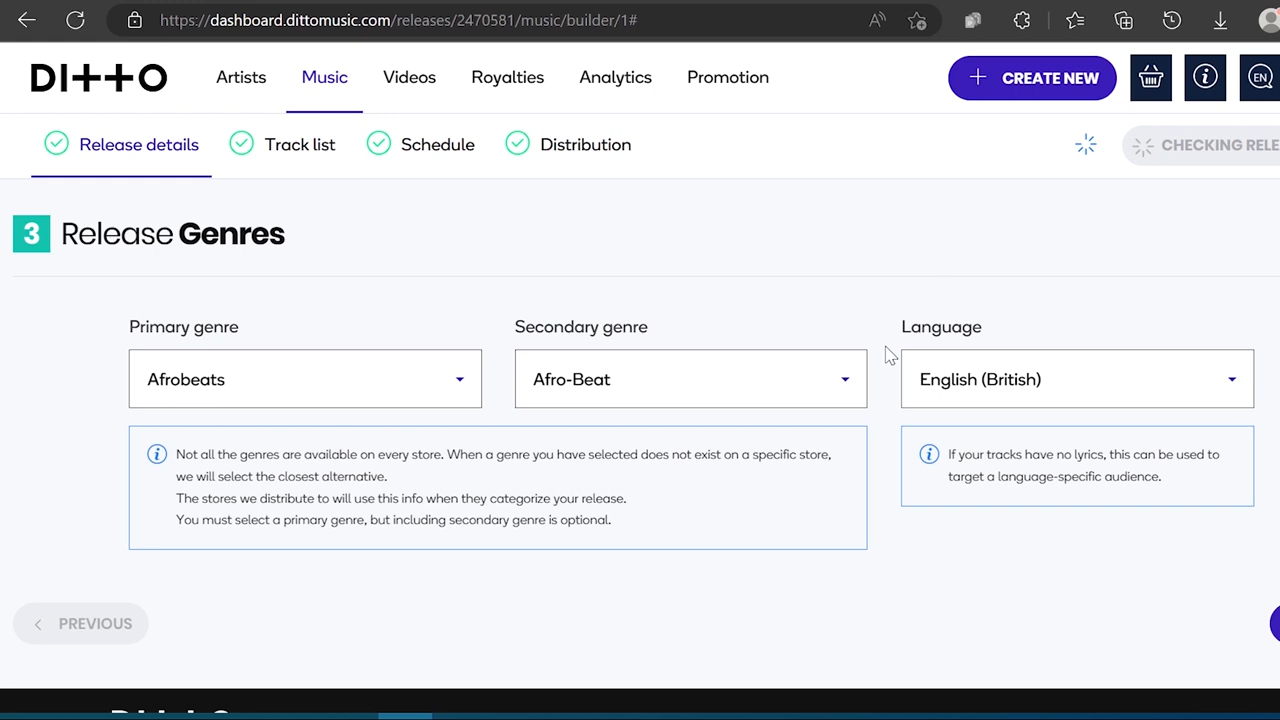 https://dashboard.dittomusic.com/releases/2470581/music/builder/1#
DITTO
Artists
Music
Videos
Royalties
Analytics
Promotion
CREATE NEW
EN
Release details
Track list
Schedule
Distribution
CHECKING RELE
3 Release Genres
Primary genre
Secondary genre
Language
Afrobeats
Afro-Beat
English (British)
Not all the genres are available on every store. When a genre you have selected does not exist on a specific store,
we will select the closest alternative.
The stores we distribute to will use this info when they categorize your release.
You must select a primary genre, but including secondary genre is optional.
If your tracks have no lyrics, this can be used to
target a language-specific audience.
PREVIOUS